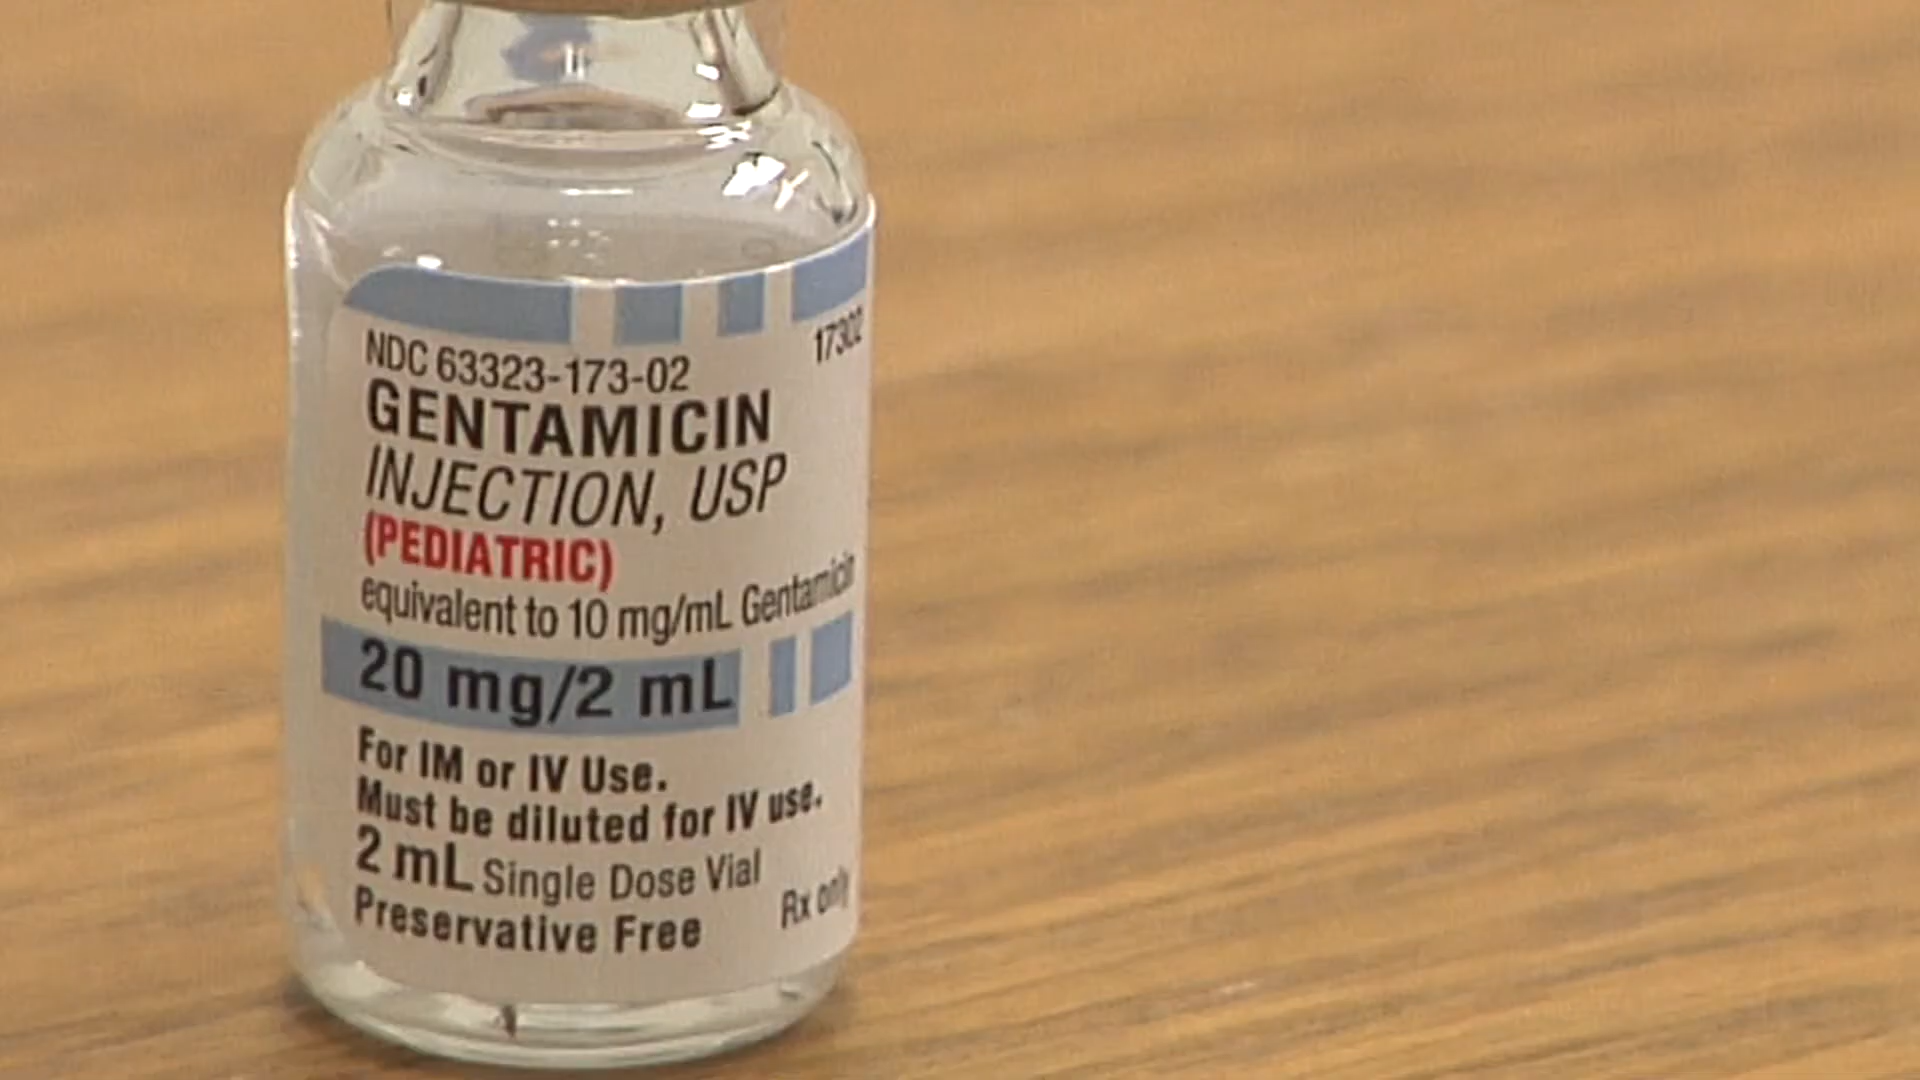 NDC 63323-173-02
17302
GENTAMICIN
INJECTION, USP
(PEDIATRIC)
equivalent to 10 mg/mL Gentamicin
20 mg/2 mL
For IM or IV Use.
Must be diluted for IV use.
2 mL Single Dose Vial
Preservative Free
Rx only